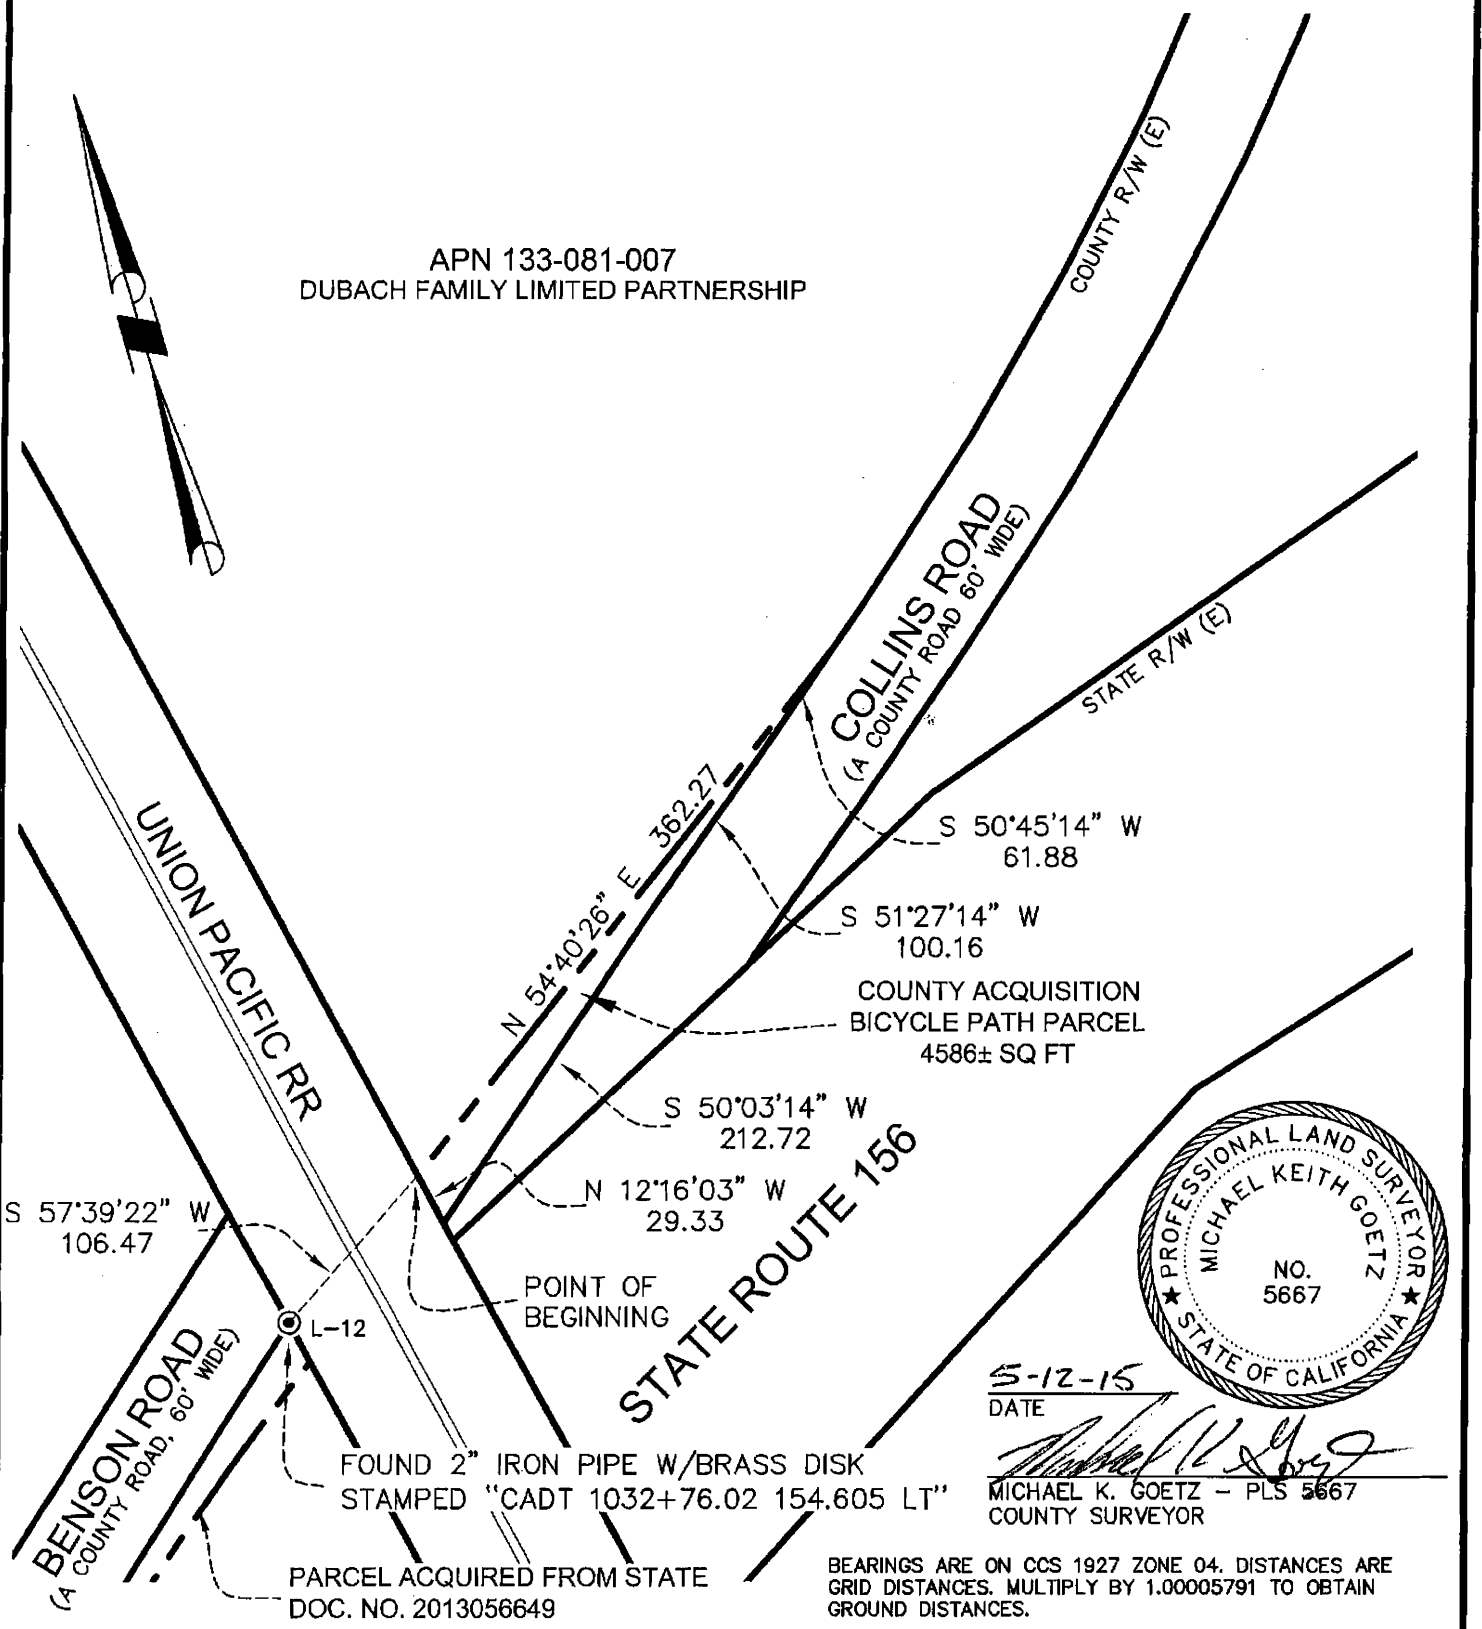 APN 133-081-007
DUBACH FAMILY LIMITED PARTNERSHIP
COUNTY R/W (E)
COLLINS ROAD
(A COUNTY ROAD 60' WIDE)
STATE R/W (E)
UNION PACIFIC RR
N 54°40'26" E 362.27
S 50°45'14" W
61.88
S 51°27'14" W
100.16
COUNTY ACQUISITION
BICYCLE PATH PARCEL
4586± SQ FT
S 50°03'14" W
212.72
N 12°16'03" W
29.33
S 57°39'22" W
106.47
POINT OF
BEGINNING
L-12
STATE ROUTE 156
BENSON ROAD
(A COUNTY ROAD, 60' WIDE)
FOUND 2" IRON PIPE W/BRASS DISK
STAMPED "CADT 1032+76.02 154.605 LT"
PARCEL ACQUIRED FROM STATE
DOC. NO. 2013056649
PROFESSIONAL LAND SURVEYOR
MICHAEL KEITH GOETZ
NO.
5667
★ STATE OF CALIFORNIA ★
5-12-15
DATE
Michael K Goetz
MICHAEL K. GOETZ - PLS 5667
COUNTY SURVEYOR
BEARINGS ARE ON CCS 1927 ZONE 04. DISTANCES ARE
GRID DISTANCES. MULTIPLY BY 1.00005791 TO OBTAIN
GROUND DISTANCES.